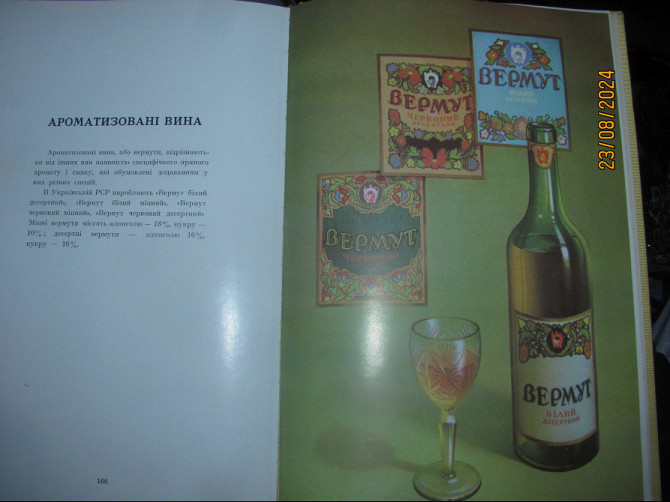 АРОМАТИЗОВАНІ ВИНА
Ароматизовані вина, або вермути, відрізняють-
ся від інших вин наявністю специфічного пряного
аромату і смаку, які обумовлені додаванням у
них різних спецій.
В Українській РСР виробляють «Вермут білий
десертний», «Вермут білий міцний», «Вермут
червоний міцний», «Вермут червоний десертний»
Міцні вермути містять алкоголю — 18%, цукру —
10%; десертні вермути — алкоголю 16%,
цукру — 16%.
166
ВЕРМУТ
ЧЕРВОНИЙ
ДЕСЕРТНИЙ
ВЕРМУТ
БІЛИЙ
ВЕРМУТ
ЧЕРВОНИЙ
ВЕРМУТ
БІЛИЙ
ДЕСЕРТНИЙ
23/08/2024